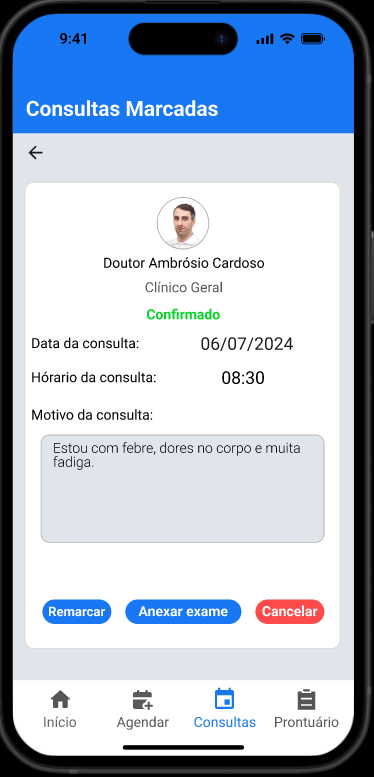 9:41
Consultas Marcadas
Doutor Ambrósio Cardoso
Clínico Geral
Confirmado
Data da consulta: 06/07/2024
Hórario da consulta: 08:30
Motivo da consulta:
Estou com febre, dores no corpo e muita
fadiga.
Remarcar Anexar exame Cancelar
Início Agendar Consultas Prontuário